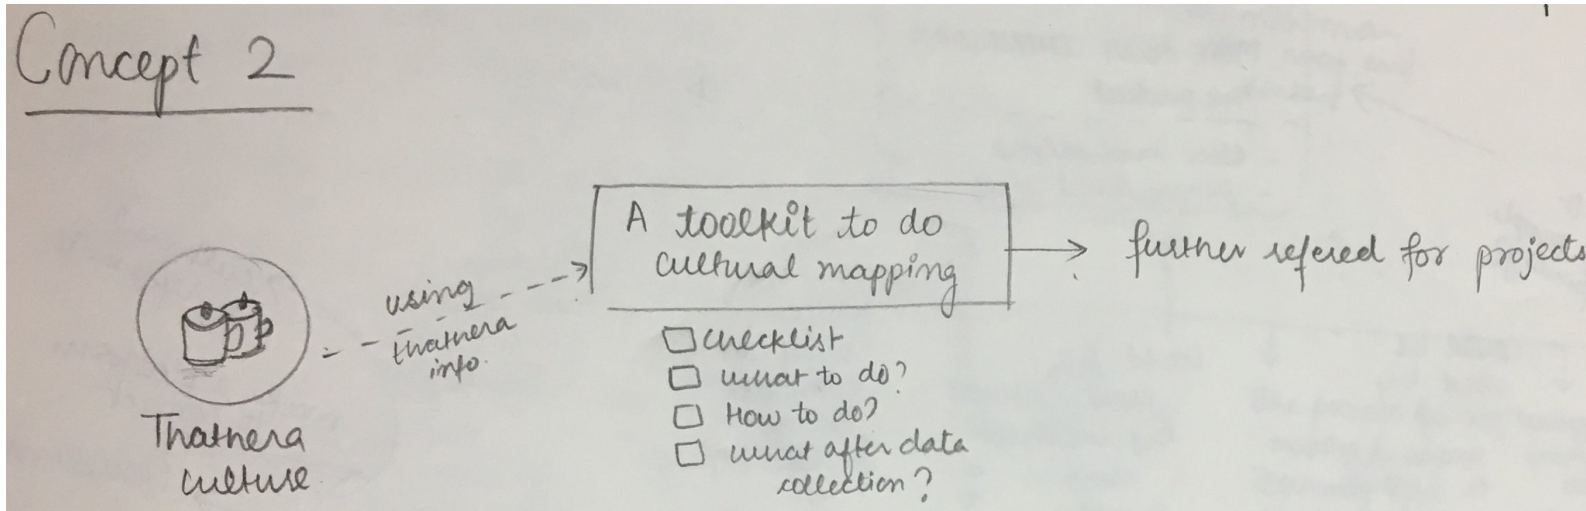 Concept 2
Thathera
culture
using
thathera
info.
A toolkit to do
cultural mapping
checklist
what to do?
How to do?
what after data
collection?
further refered for projects